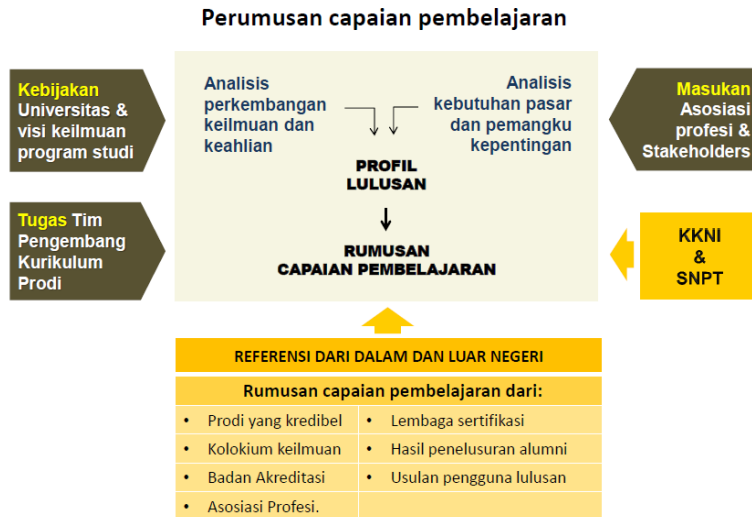 Perumusan capaian pembelajaran
Kebijakan
Universitas &
visi keilmuan
program studi
Tugas Tim
Pengembang
Kurikulum
Prodi
Analisis
perkembangan
keilmuan dan
keahlian
Analisis
kebutuhan pasar
dan pemangku
kepentingan
PROFIL
LULUSAN
RUMUSAN
CAPAIAN PEMBELAJARAN
Masukan
Asosiasi
profesi &
Stakeholders
KKNI
&
SNPT
REFERENSI DARI DALAM DAN LUAR NEGERI
Rumusan capaian pembelajaran dari:
• Prodi yang kredibel
• Kolokium keilmuan
• Badan Akreditasi
• Asosiasi Profesi.
• Lembaga sertifikasi
• Hasil penelusuran alumni
• Usulan pengguna lulusan